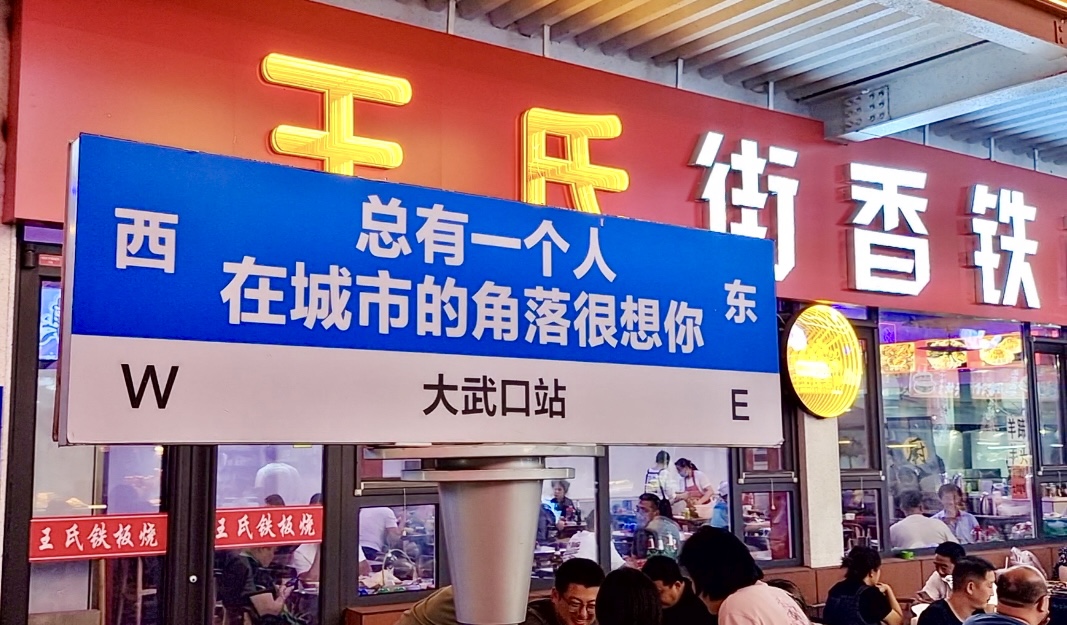 王氏街香铁
西
总有一个人
在城市的角落很想你
东
W
大武口站
E
王氏铁板烧
王氏铁板烧